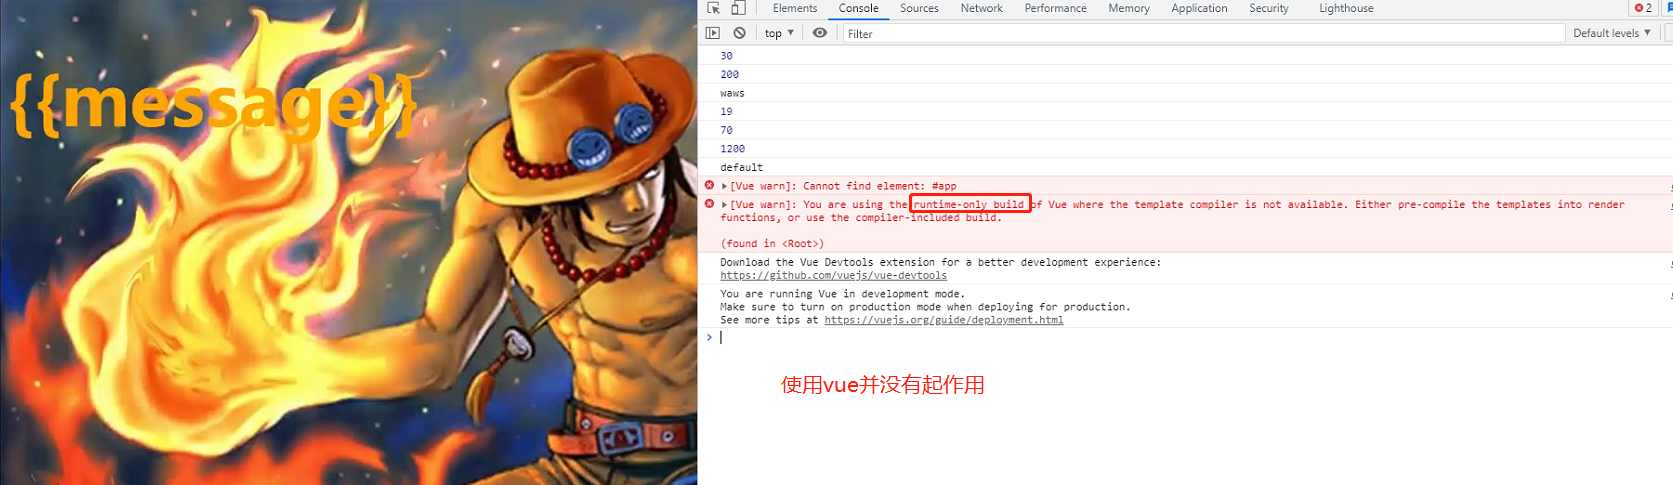 {{message}}
Elements Console Sources Network Performance Memory Application Security Lighthouse 2
top ▼ Filter Default levels ▼
30
200
waws
19
70
1200
default
[Vue warn]: Cannot find element: #app
[Vue warn]: You are using the runtime-only build of Vue where the template compiler is not available. Either pre-compile the templates into render
functions, or use the compiler-included build.
(found in <Root>)
Download the Vue Devtools extension for a better development experience:
https://github.com/vuejs/vue-devtools
You are running Vue in development mode.
Make sure to turn on production mode when deploying for production.
See more tips at https://vuejs.org/guide/deployment.html
使用vue并没有起作用